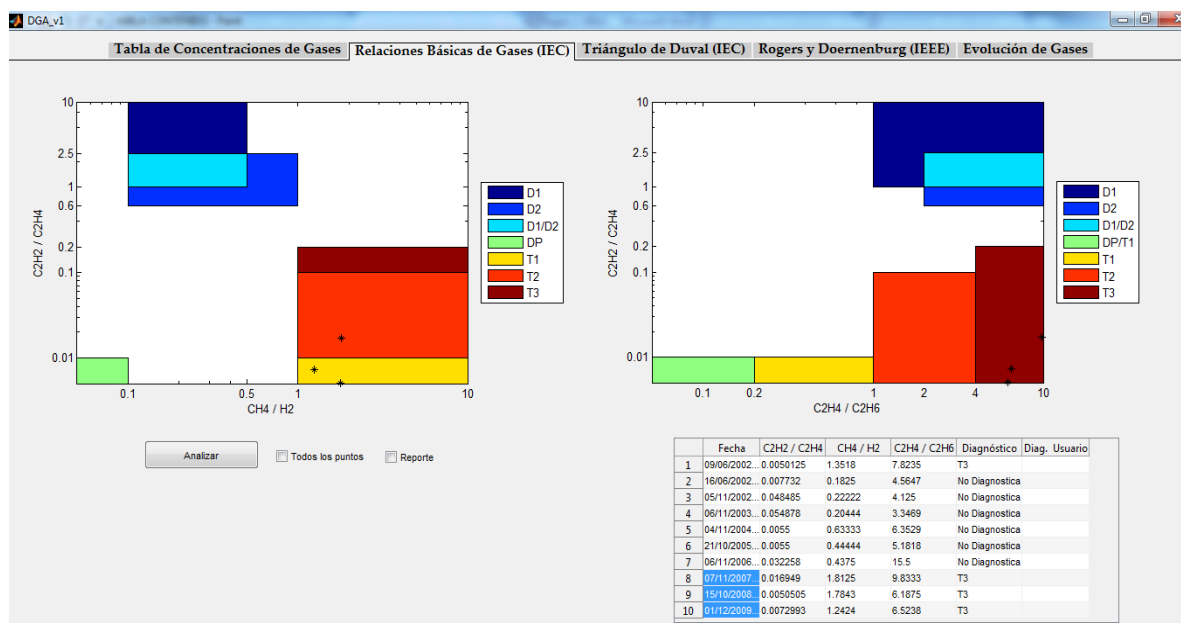 DGA_v1
Tabla de Concentraciones de Gases Relaciones Básicas de Gases (IEC) Triángulo de Duval (IEC) Rogers y Doernenburg (IEEE) Evolución de Gases
10
2.5
1
0.6
0.2
0.1
0.01
C2H2 / C2H4
0.1 0.5 1 10
CH4 / H2
D1
D2
D1/D2
DP
T1
T2
T3
10
2.5
1
0.6
0.2
0.1
0.01
C2H2 / C2H4
0.1 0.2 1 2 4 10
C2H4 / C2H6
D1
D2
D1/D2
DP/T1
T1
T2
T3
Analizar Todos los puntos Reporte
Fecha C2H2 / C2H4 CH4 / H2 C2H4 / C2H6 Diagnóstico Diag. Usuario
1 09/06/2002... 0.0050125 1.3518 7.8235 T3
2 16/06/2002... 0.007732 0.1825 4.5647 No Diagnostica
3 05/11/2002... 0.048485 0.22222 4.125 No Diagnostica
4 06/11/2003... 0.054878 0.20444 3.3469 No Diagnostica
5 04/11/2004... 0.0055 0.63333 6.3529 No Diagnostica
6 21/10/2005... 0.0055 0.44444 5.1818 No Diagnostica
7 06/11/2006... 0.032258 0.4375 15.5 No Diagnostica
8 07/11/2007... 0.016949 1.8125 9.8333 T3
9 15/10/2008... 0.0050505 1.7843 6.1875 T3
10 01/12/2009... 0.0072993 1.2424 6.5238 T3